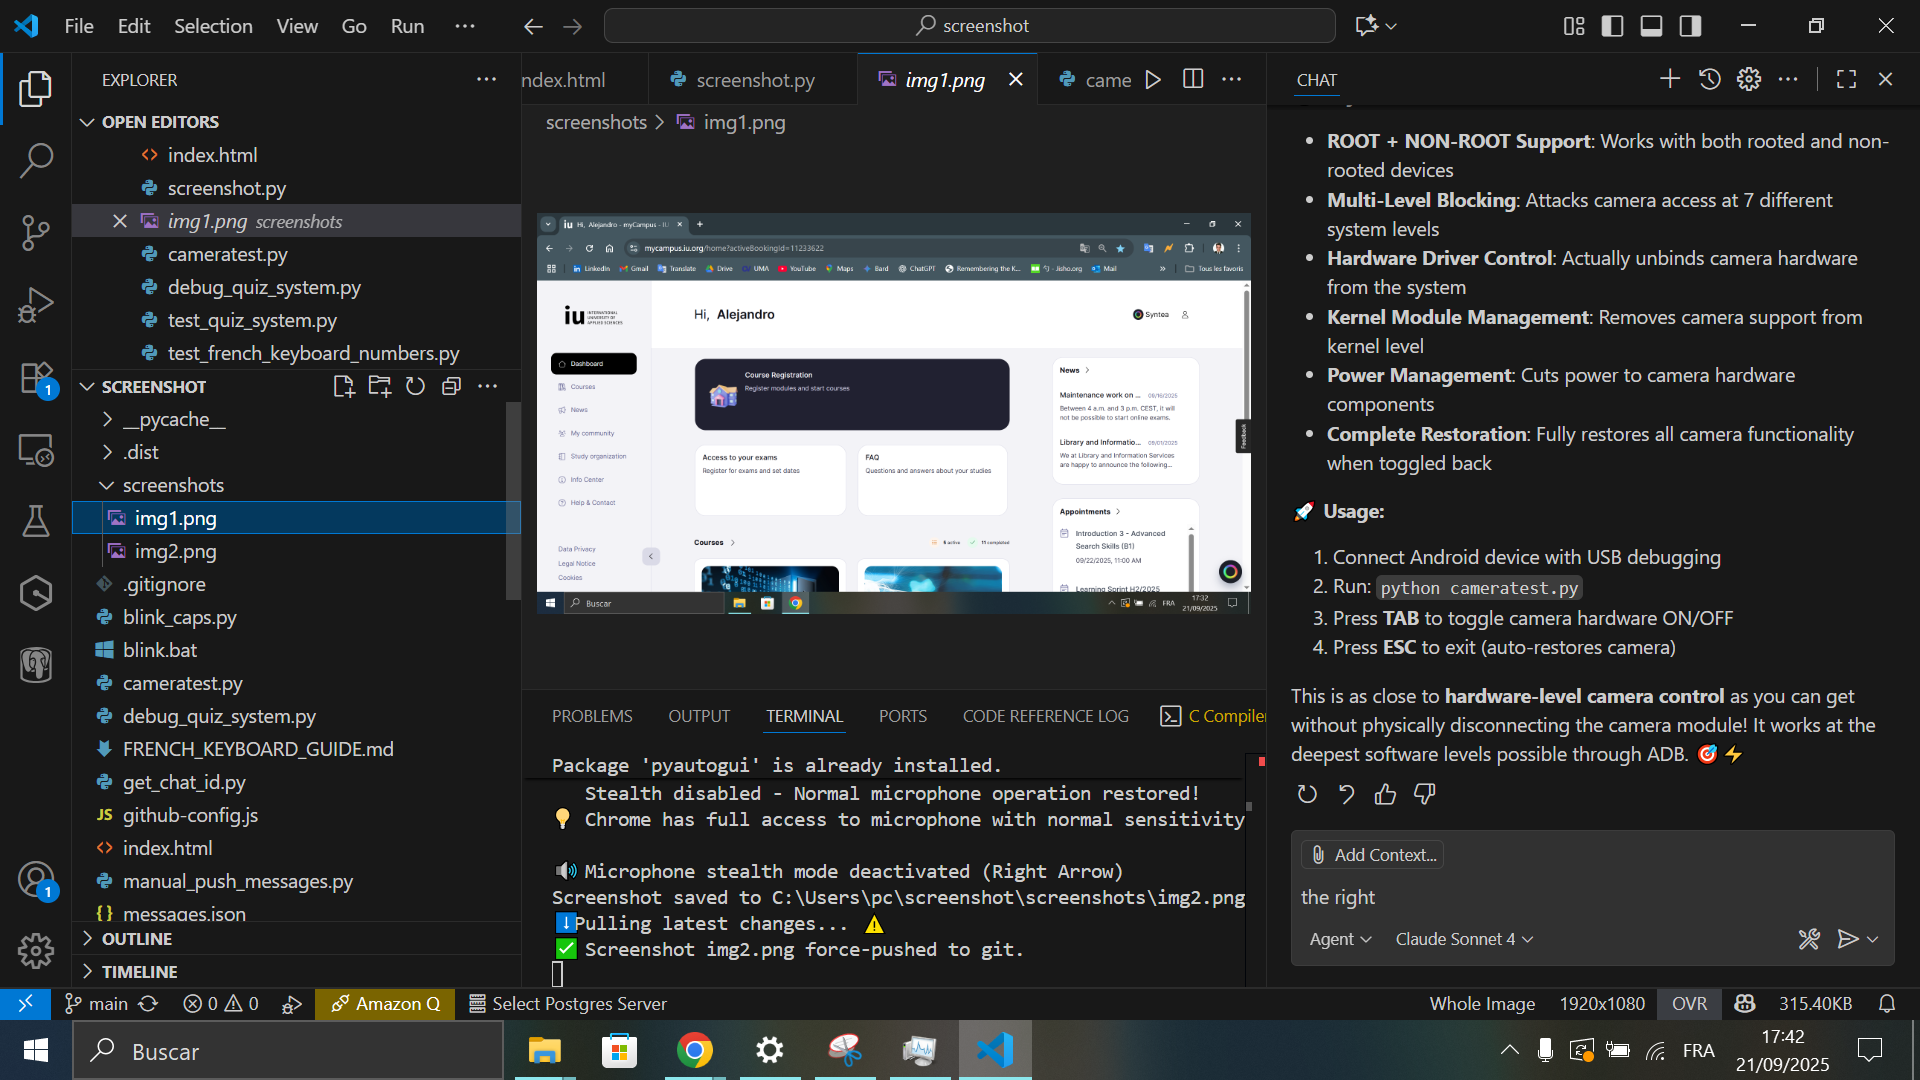 File Edit Selection View Go Run
screenshot
EXPLORER
OPEN EDITORS
index.html
screenshot.py
img1.png screenshots
cameratest.py
debug_quiz_system.py
test_quiz_system.py
test_french_keyboard_numbers.py
SCREENSHOT
__pycache__
.dist
screenshots
img1.png
img2.png
.gitignore
blink_caps.py
blink.bat
cameratest.py
debug_quiz_system.py
FRENCH_KEYBOARD_GUIDE.md
get_chat_id.py
JS github-config.js
index.html
manual_push_messages.py
{} messages.json
OUTLINE
TIMELINE
1
1
ndex.html
screenshot.py
img1.png
came
screenshots > img1.png
Hi, Alejandro - myCampus - IU
mycampus.iu.org/home?activeBookingId=11233622
LinkedIn Gmail Translate Drive UMA YouTube Maps Bard ChatGPT Remembering the K... Jisho.org Mail
Tous les favoris
iu INTERNATIONAL UNIVERSITY OF APPLIED SCIENCES
Hi, Alejandro
Syntea
Dashboard
Courses
News
My community
Study organization
Info Center
Help & Contact
Data Privacy
Legal Notice
Cookies
Course Registration
Register modules and start courses
Access to your exams
Register for exams and set dates
FAQ
Questions and answers about your studies
Courses
11 completed
News
Maintenance work on ... 09/16/2025
Between 4 a.m. and 3 p.m. CEST, it will
not be possible to start online exams.
Library and Informatio... 09/01/2025
We at Library and Information Services
are happy to announce the following...
Appointments
Introduction 3 - Advanced
Search Skills (B1)
09/22/2025, 11:00 AM
Learning Sprint H2/2025
Feedback
Buscar
FRA
17:32
21/09/2025
PROBLEMS OUTPUT TERMINAL PORTS CODE REFERENCE LOG C Compiler
Package 'pyautogui' is already installed.
Stealth disabled - Normal microphone operation restored!
Chrome has full access to microphone with normal sensitivity
Microphone stealth mode deactivated (Right Arrow)
Screenshot saved to C:\Users\pc\screenshot\screenshots\img2.png
Pulling latest changes...
Screenshot img2.png force-pushed to git.
CHAT
ROOT + NON-ROOT Support: Works with both rooted and non-
rooted devices
Multi-Level Blocking: Attacks camera access at 7 different
system levels
Hardware Driver Control: Actually unbinds camera hardware
from the system
Kernel Module Management: Removes camera support from
kernel level
Power Management: Cuts power to camera hardware
components
Complete Restoration: Fully restores all camera functionality
when toggled back
Usage:
1. Connect Android device with USB debugging
2. Run: python cameratest.py
3. Press TAB to toggle camera hardware ON/OFF
4. Press ESC to exit (auto-restores camera)
This is as close to hardware-level camera control as you can get
without physically disconnecting the camera module! It works at the
deepest software levels possible through ADB.
Add Context...
the right
Agent Claude Sonnet 4
main 0 0 Amazon Q Select Postgres Server
Whole Image 1920x1080 OVR 315.40KB
Buscar
FRA
17:42
21/09/2025